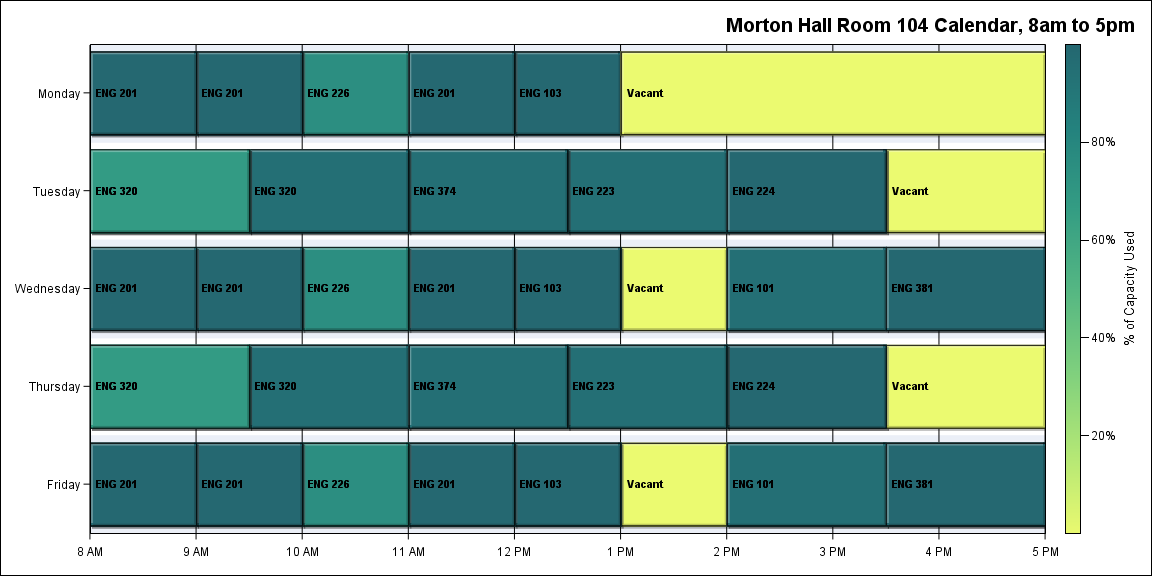 Morton Hall Room 104 Calendar, 8am to 5pm
Monday ENG 201 ENG 201 ENG 226 ENG 201 ENG 103 Vacant
80%
Tuesday ENG 320 ENG 320 ENG 374 ENG 223 ENG 224 Vacant
60%
% of Capacity Used
Wednesday ENG 201 ENG 201 ENG 226 ENG 201 ENG 103 Vacant ENG 101 ENG 381
40%
Thursday ENG 320 ENG 320 ENG 374 ENG 223 ENG 224 Vacant
20%
Friday ENG 201 ENG 201 ENG 226 ENG 201 ENG 103 Vacant ENG 101 ENG 381
8 AM 9 AM 10 AM 11 AM 12 PM 1 PM 2 PM 3 PM 4 PM 5 PM